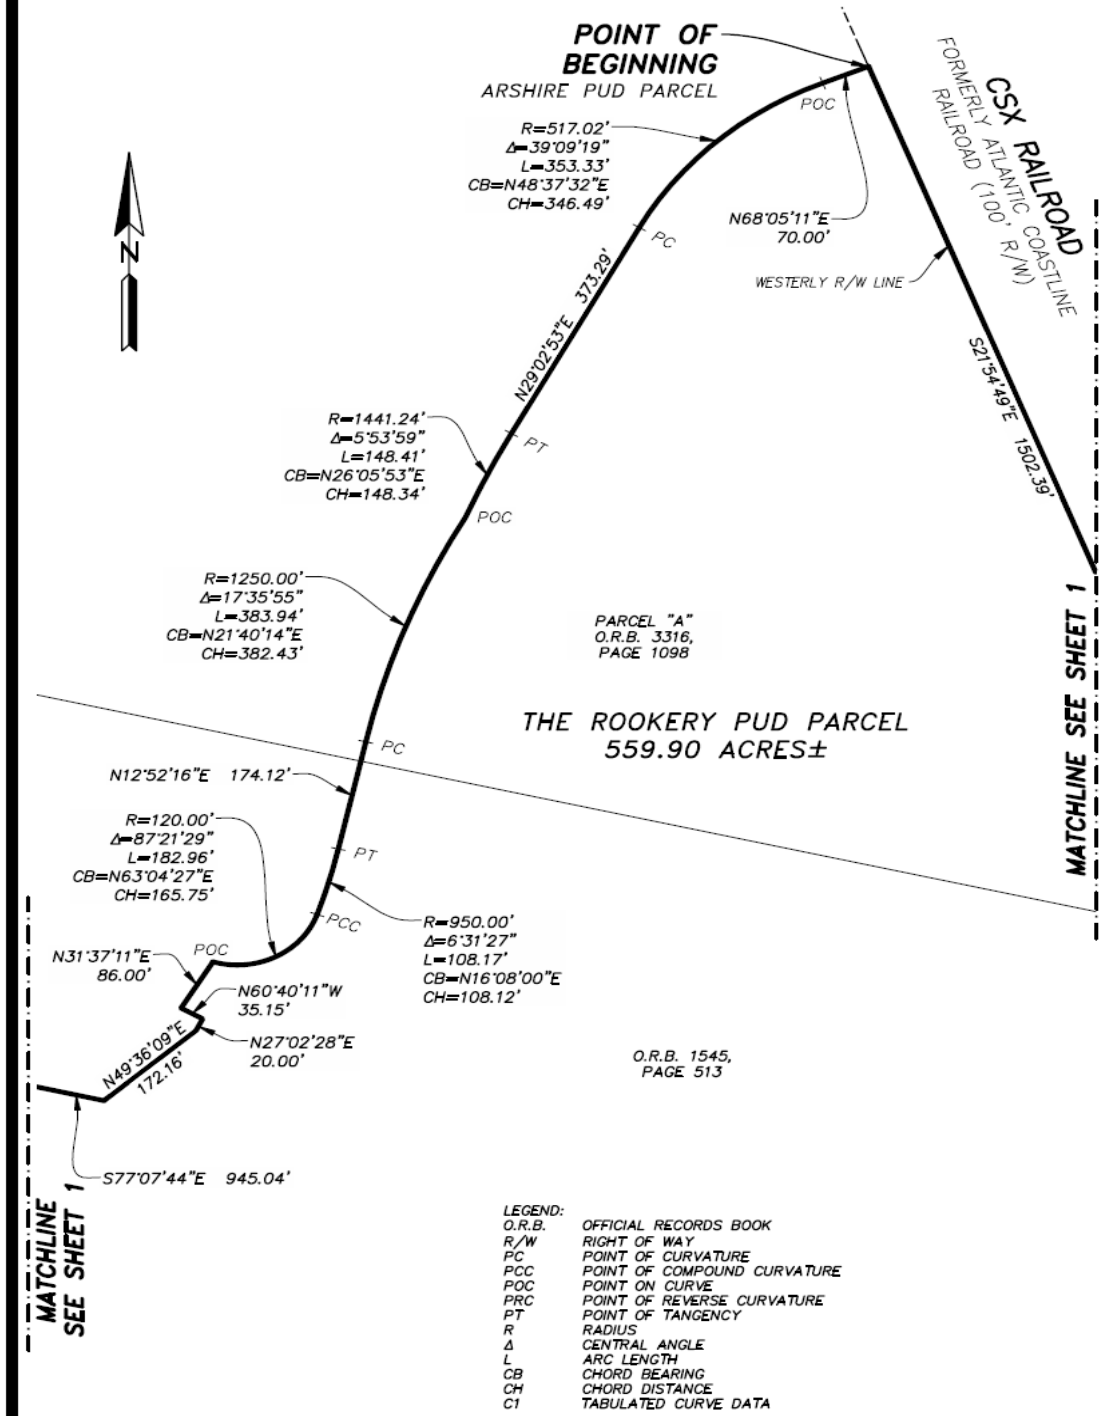 POINT OF
BEGINNING
ARSHIRE PUD PARCEL
CSX RAILROAD
FORMERLY ATLANTIC COASTLINE
RAILROAD (100' R/W)
POC
R=517.02'
Δ=39°09'19"
L=353.33'
CB=N48°37'32"E
CH=346.49'
N68°05'11"E
70.00'
PC
WESTERLY R/W LINE
N
N29°02'53"E 373.29'
S21°54'49"E 1502.39'
R=1441.24'
Δ=5°53'59"
L=148.41'
CB=N26°05'53"E
CH=148.34'
PT
POC
R=1250.00'
Δ=17°35'55"
L=383.94'
CB=N21°40'14"E
CH=382.43'
PARCEL "A"
O.R.B. 3316,
PAGE 1098
MATCHLINE SEE SHEET 1
THE ROOKERY PUD PARCEL
559.90 ACRES±
PC
N12°52'16"E 174.12'
R=120.00'
Δ=87°21'29"
L=182.96'
CB=N63°04'27"E
CH=165.75'
PT
PCC
R=950.00'
Δ=6°31'27"
L=108.17'
CB=N16°08'00"E
CH=108.12'
POC
N31°37'11"E
86.00'
N60°40'11"W
35.15'
N27°02'28"E
20.00'
N49°36'09"E
172.16'
O.R.B. 1545,
PAGE 513
S77°07'44"E 945.04'
MATCHLINE
SEE SHEET 1
LEGEND:
O.R.B. OFFICIAL RECORDS BOOK
R/W RIGHT OF WAY
PC POINT OF CURVATURE
PCC POINT OF COMPOUND CURVATURE
POC POINT ON CURVE
PRC POINT OF REVERSE CURVATURE
PT POINT OF TANGENCY
R RADIUS
Δ CENTRAL ANGLE
L ARC LENGTH
CB CHORD BEARING
CH CHORD DISTANCE
C1 TABULATED CURVE DATA